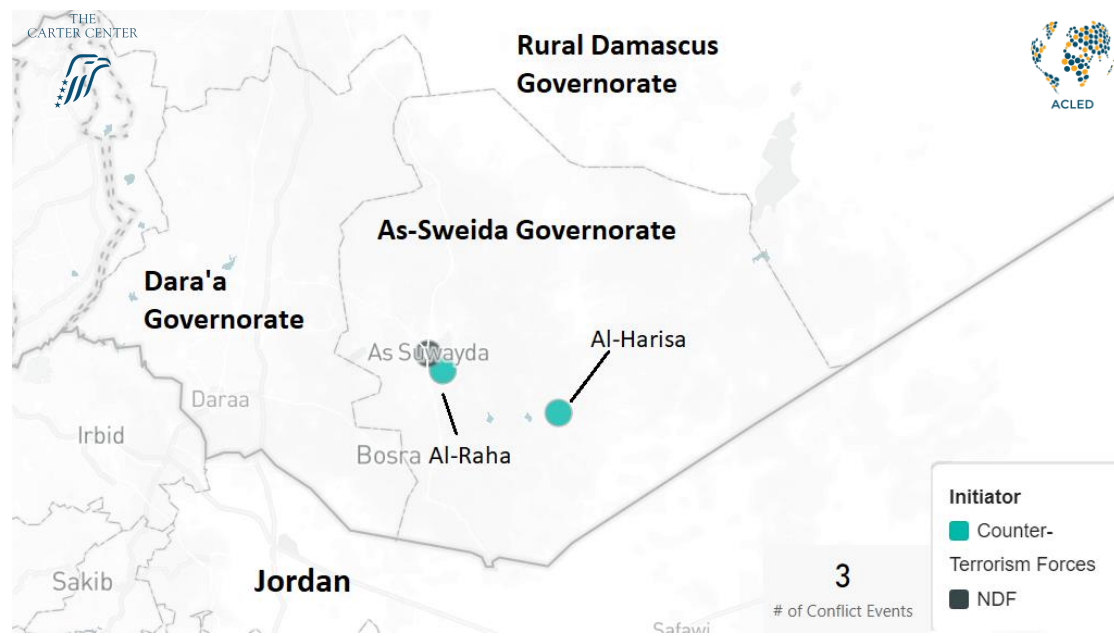 THE
CARTER CENTER
Rural Damascus
Governorate
ACLED
As-Sweida Governorate
Dara'a
Governorate
As Suwayda
Al-Harisa
Daraa
Irbid
Bosra
Al-Raha
Initiator
Counter-
Terrorism Forces
NDF
Sakib
Jordan
3
# of Conflict Events
Safawi